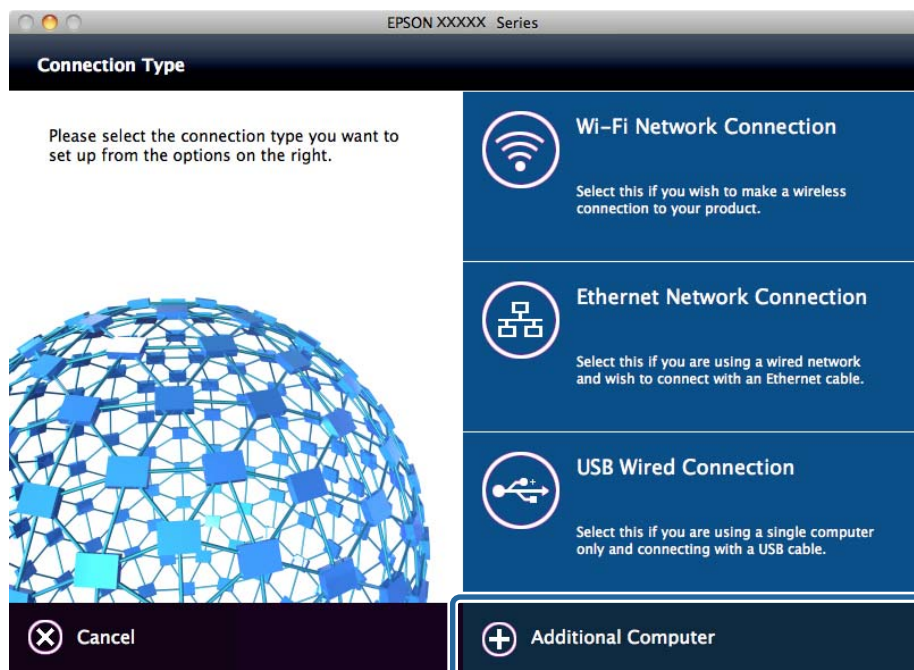 EPSON XXXXX Series
Connection Type
Please select the connection type you want to
set up from the options on the right.
Wi-Fi Network Connection
Select this if you wish to make a wireless
connection to your product.
Ethernet Network Connection
Select this if you are using a wired network
and wish to connect with an Ethernet cable.
USB Wired Connection
Select this if you are using a single computer
only and connecting with a USB cable.
Cancel
Additional Computer